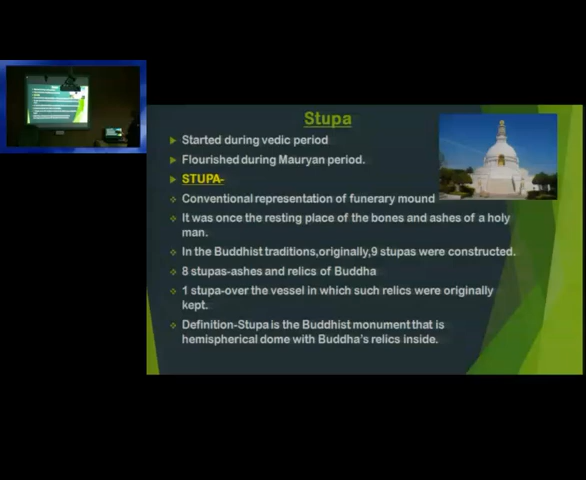 Stupa
Started during vedic period
Flourished during Mauryan period.
STUPA-
Conventional representation of funerary mound
It was once the resting place of the bones and ashes of a holy
man.
In the Buddhist traditions,originally,9 stupas were constructed.
8 stupas-ashes and relics of Buddha
1 stupa-over the vessel in which such relics were originally
kept.
Definition-Stupa is the Buddhist monument that is
hemispherical dome with Buddha's relics inside.